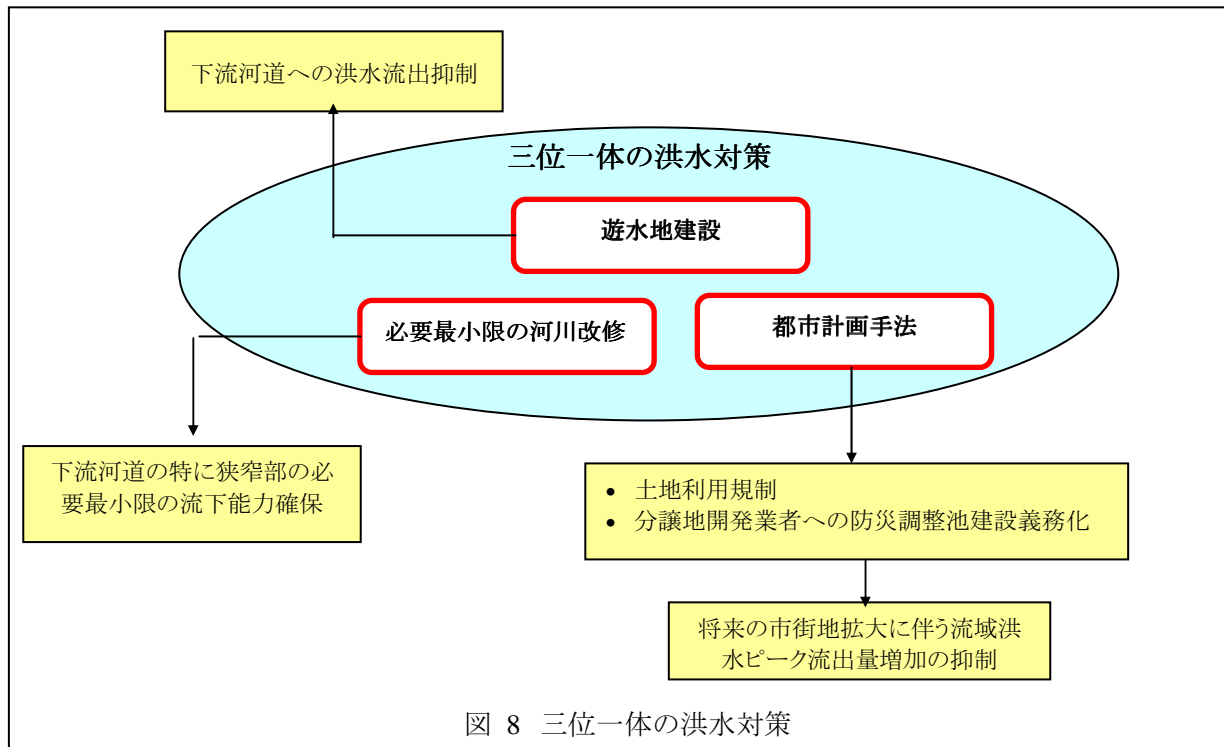 下流河道への洪水流出抑制
三位一体の洪水対策
遊水地建設
必要最小限の河川改修
都市計画手法
下流河道の特に狭窄部の必
要最小限の流下能力確保
• 土地利用規制
• 分譲地開発業者への防災調整池建設義務化
将来の市街地拡大に伴う流域洪
水ピーク流出量増加の抑制
図 8 三位一体の洪水対策